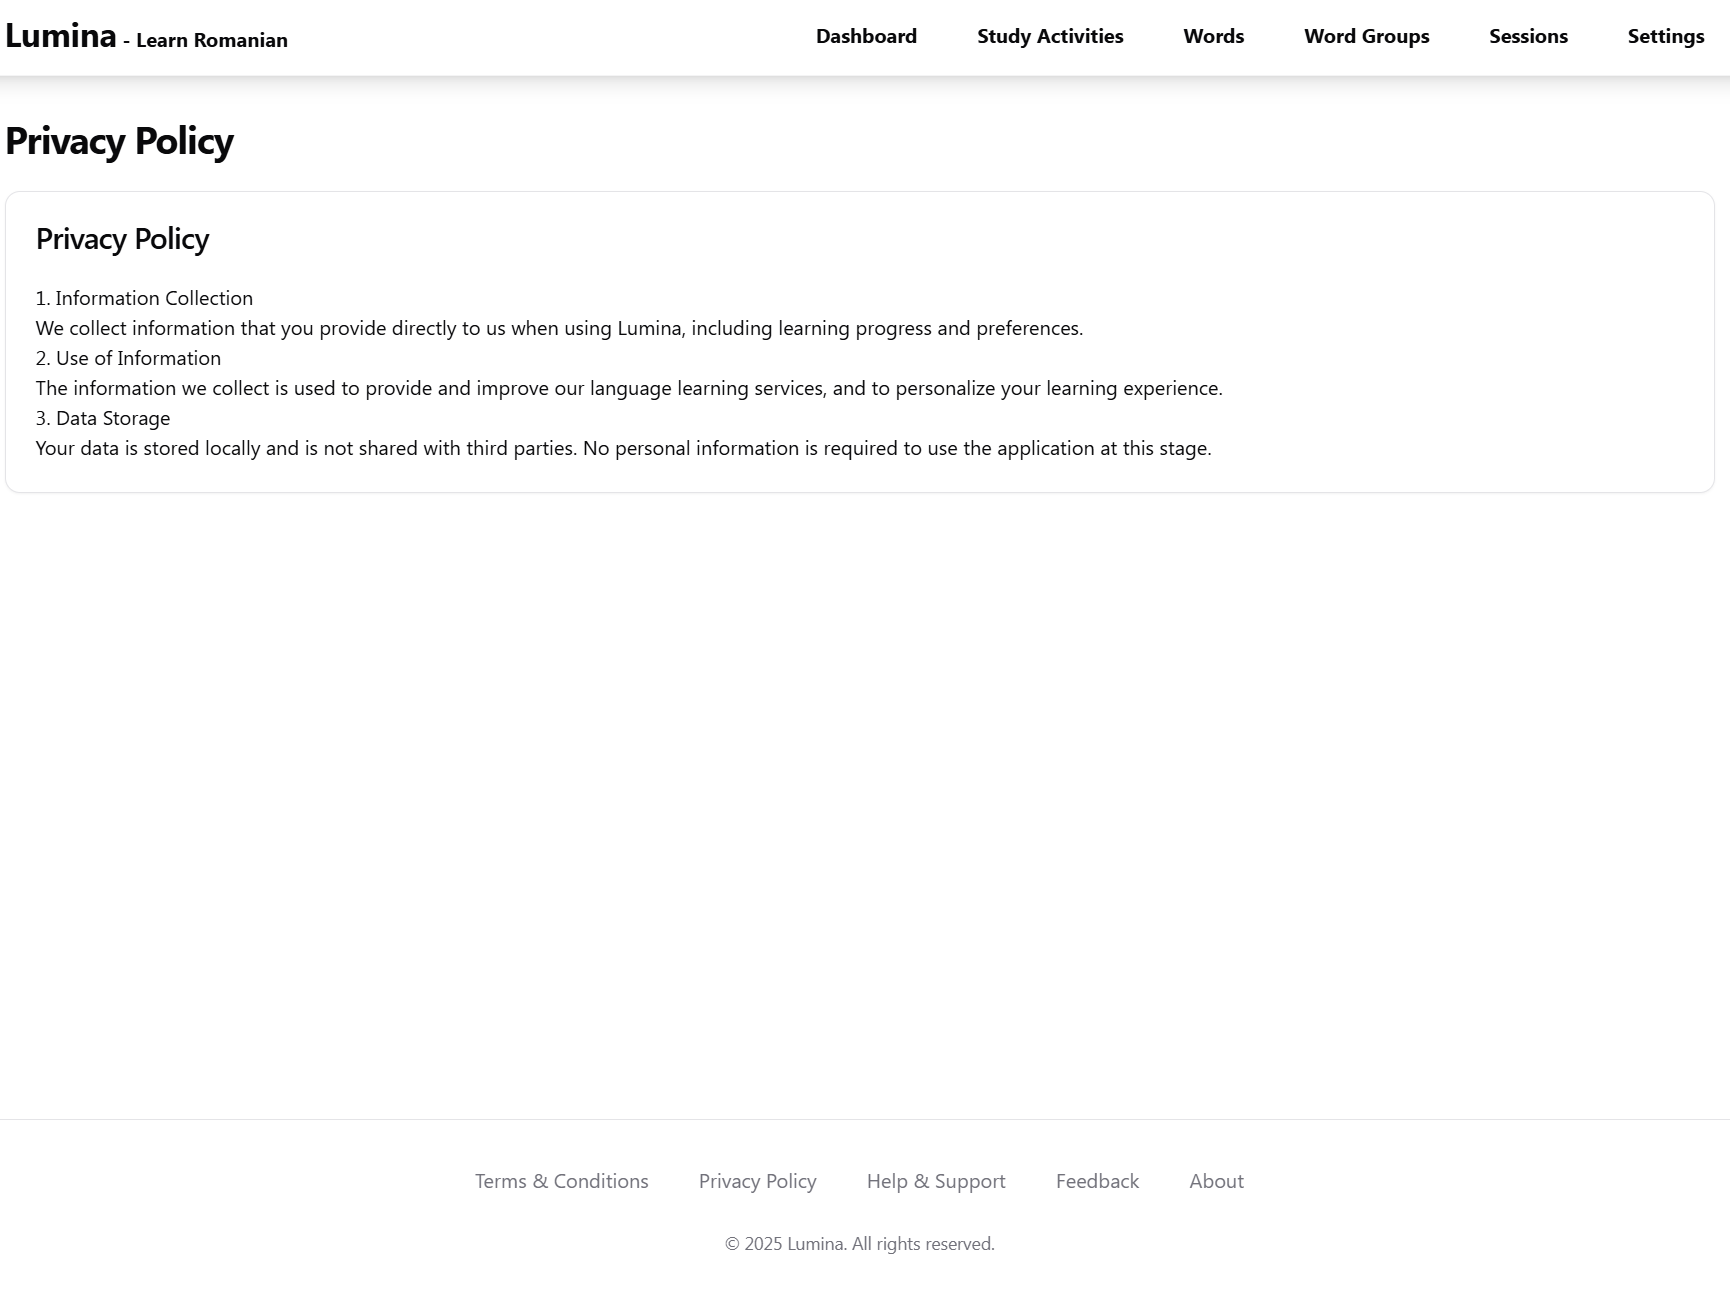 Lumina - Learn Romanian
Dashboard Study Activities Words Word Groups Sessions Settings
Privacy Policy
Privacy Policy
1. Information Collection
We collect information that you provide directly to us when using Lumina, including learning progress and preferences.
2. Use of Information
The information we collect is used to provide and improve our language learning services, and to personalize your learning experience.
3. Data Storage
Your data is stored locally and is not shared with third parties. No personal information is required to use the application at this stage.
Terms & Conditions Privacy Policy Help & Support Feedback About
© 2025 Lumina. All rights reserved.